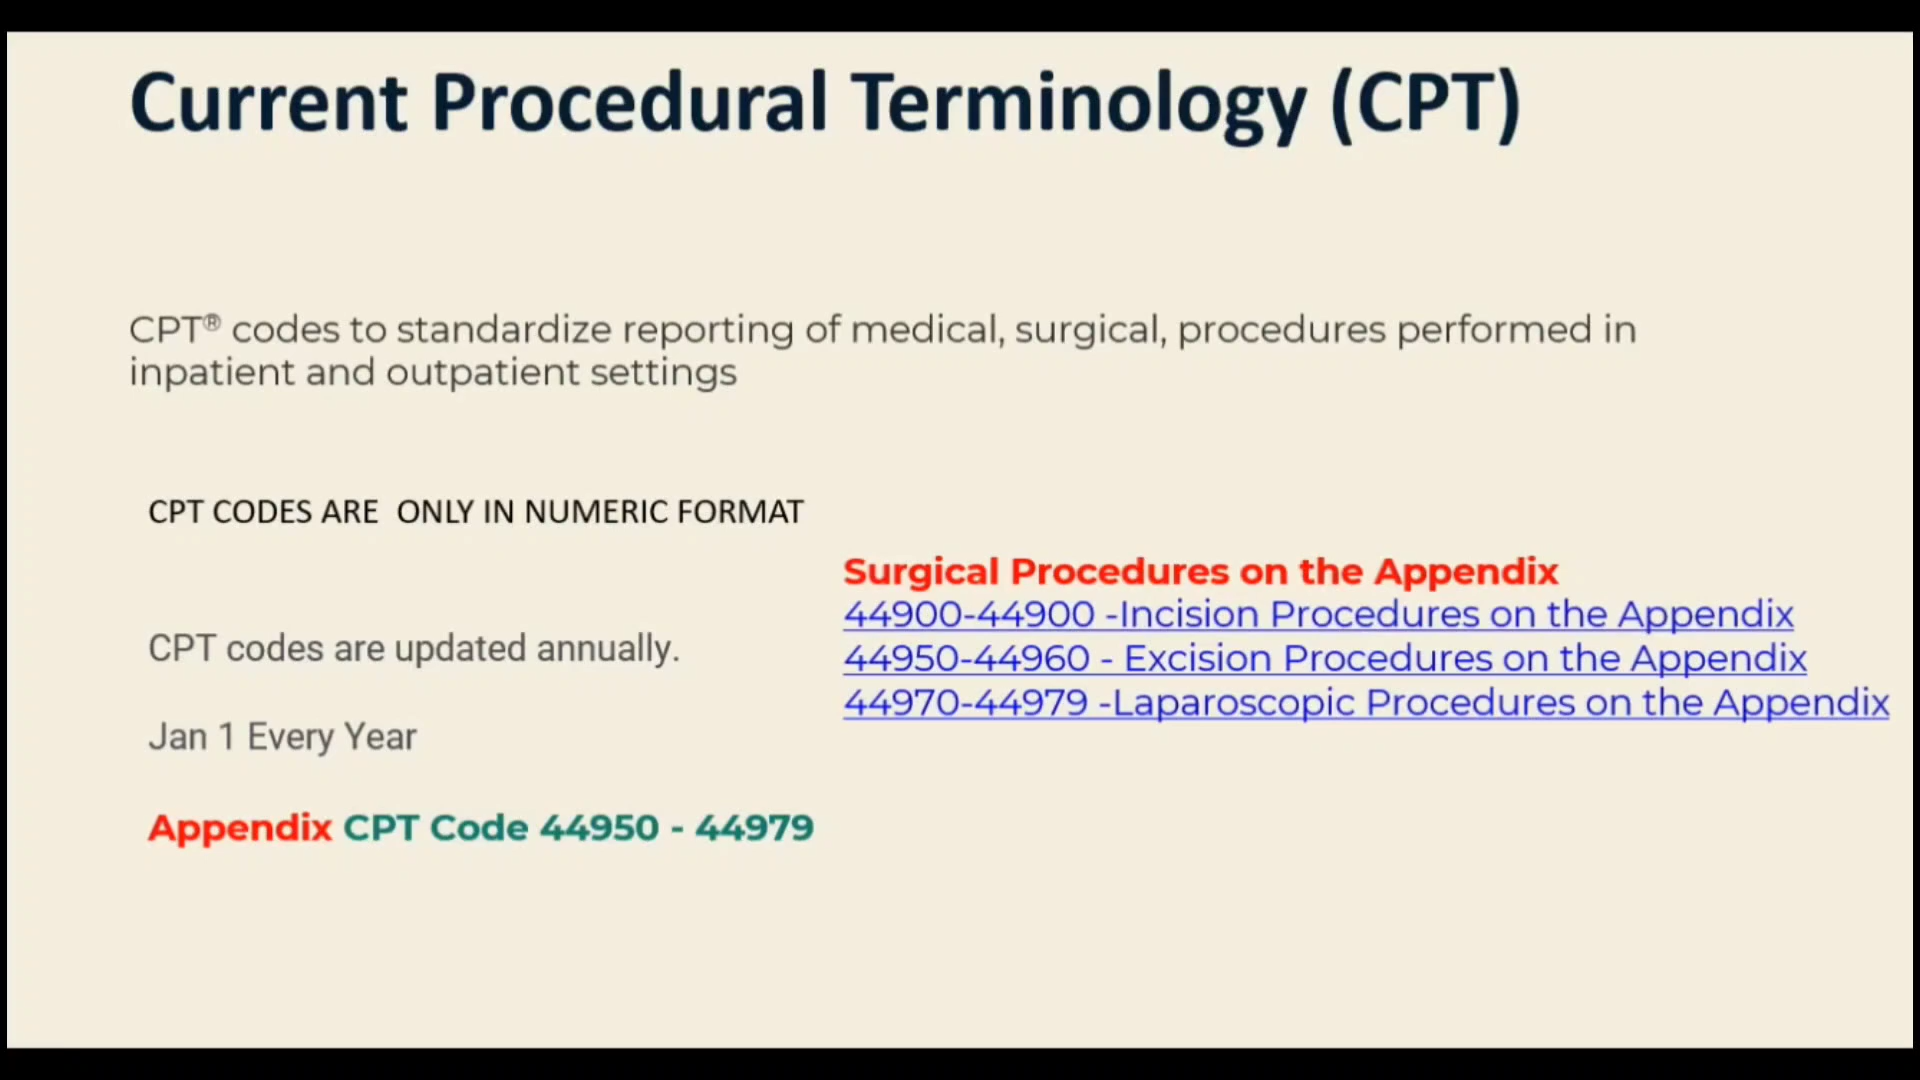 Current Procedural Terminology (CPT)
CPT® codes to standardize reporting of medical, surgical, procedures performed in
inpatient and outpatient settings
CPT CODES ARE  ONLY IN NUMERIC FORMAT
CPT codes are updated annually.
Jan 1 Every Year
Appendix CPT Code 44950 - 44979
Surgical Procedures on the Appendix
44900-44900 -Incision Procedures on the Appendix
44950-44960 - Excision Procedures on the Appendix
44970-44979 -Laparoscopic Procedures on the Appendix